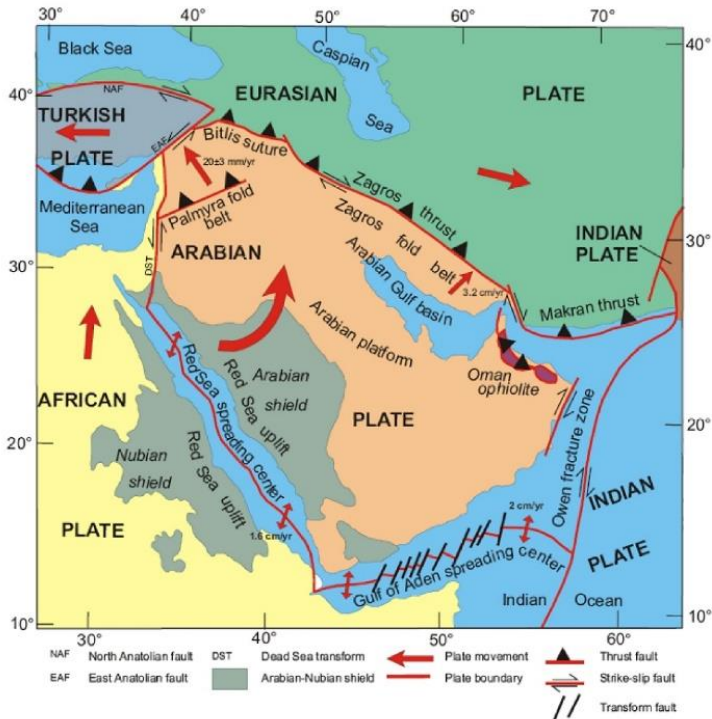 30° 40° 50° 60° 70°
Black Sea
Caspian
Sea
EURASIAN
PLATE
40° 40°
NAF
TURKISH
PLATE
EAF
Bitlis suture
20±3 mm/yr
Zagros thrust
Zagros fold belt
Mediterranean
Sea
Palmyra fold
belt
INDIAN
PLATE
30° 30°
DST
ARABIAN
Arabian Gulf basin
3.2 cm/yr
Makran thrust
Arabian platform
Oman
ophiolite
Red Sea spreading center
Red Sea uplift
Arabian
shield
AFRICAN
PLATE
20° 20°
Nubian
shield
Red Sea uplift
Owen fracture zone
INDIAN
PLATE
PLATE
1.6 cm/yr
2 cm/yr
Gulf of Aden spreading center
Indian Ocean
10° 10°
30° 40° 50° 60°
NAF North Anatolian fault DST Dead Sea transform Plate movement Thrust fault
EAF East Anatolian fault Arabian-Nubian shield Plate boundary Strike-slip fault
Transform fault